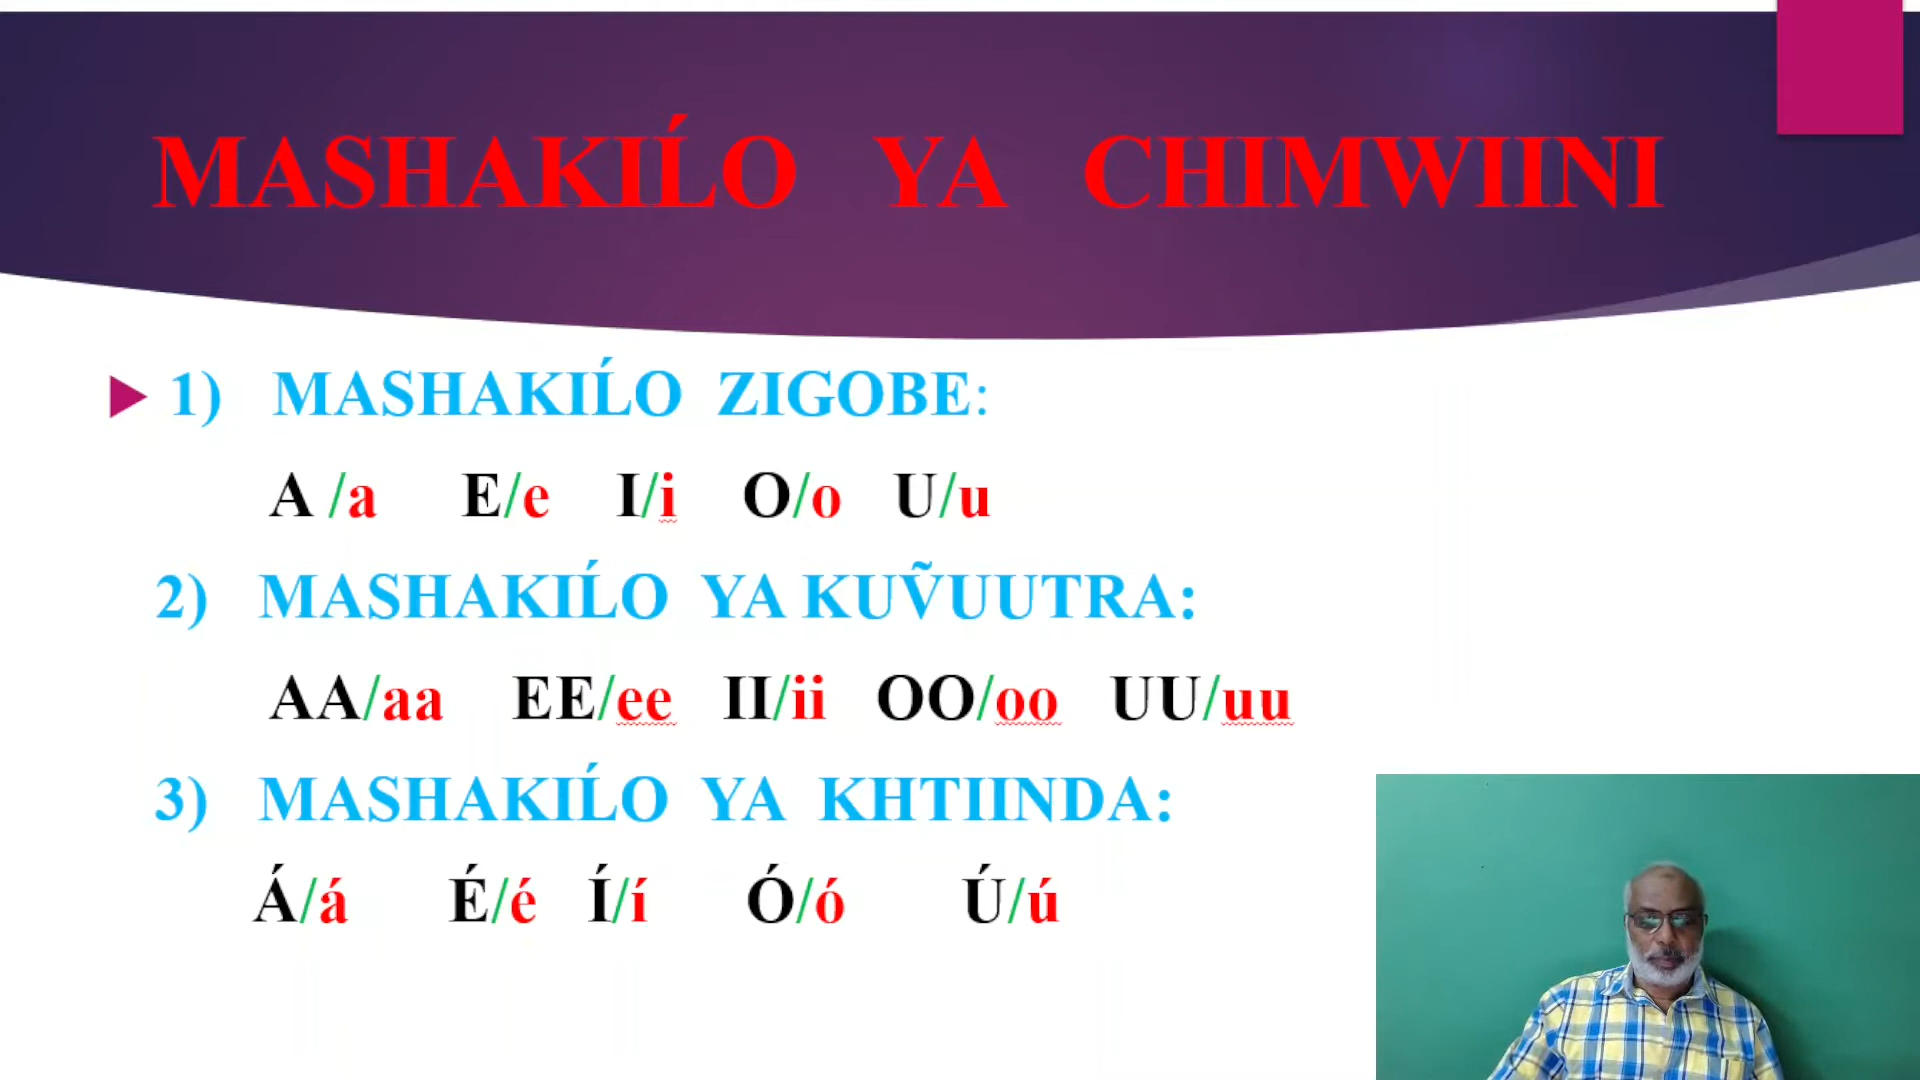 MASHAKIĹO YA CHIMWIINI
1) MASHAKIĹO ZIGOBE:
A /a E/e I/i O/o U/u
2) MASHAKIĹO YA KUṼUUTRA:
AA/aa EE/ee II/ii OO/oo UU/uu
3) MASHAKIĹO YA KHTIINDA:
Á/á É/é Í/í Ó/ó Ú/ú